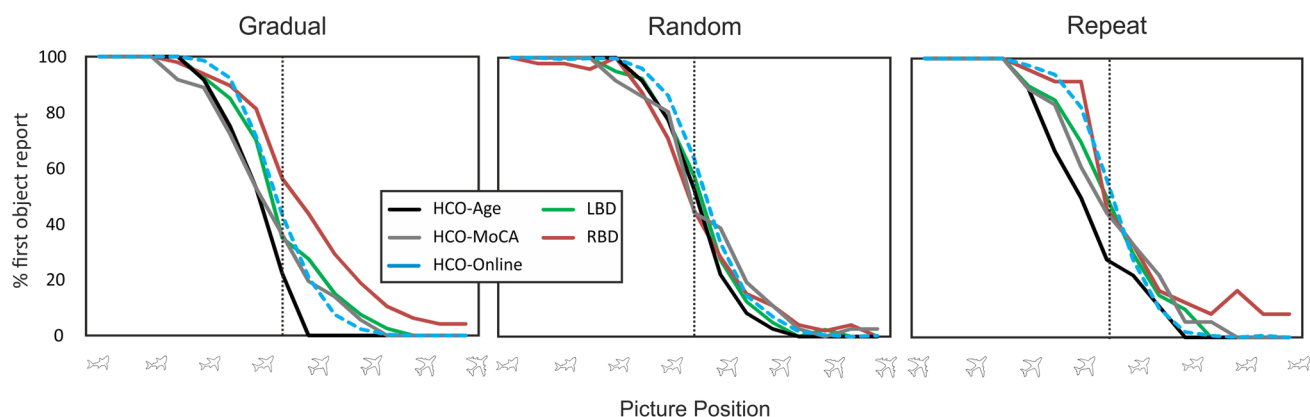 Gradual
Random
Repeat
% first object report
100
80
60
40
20
0
HCO-Age
LBD
HCO-MoCA
RBD
HCO-Online
Picture Position